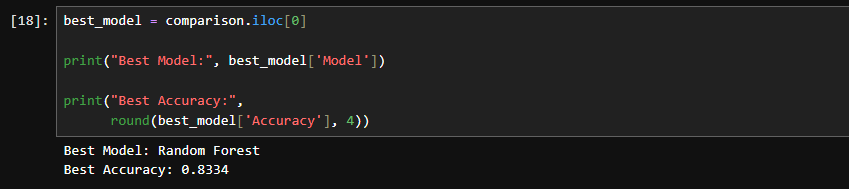 [18]: best_model = comparison.iloc[0]
print("Best Model:", best_model['Model'])
print("Best Accuracy:",
      round(best_model['Accuracy'], 4))
Best Model: Random Forest
Best Accuracy: 0.8334